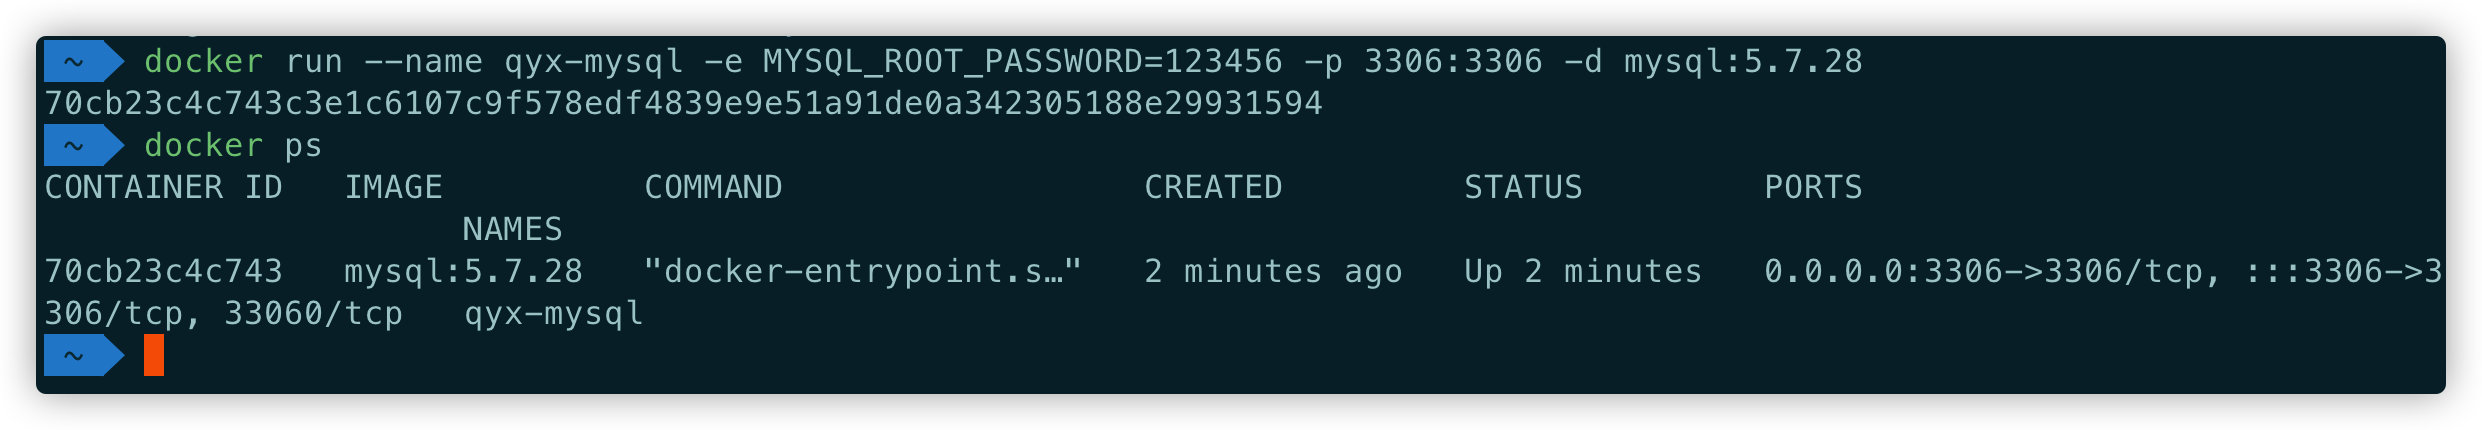 ~ docker run --name qyx-mysql -e MYSQL_ROOT_PASSWORD=123456 -p 3306:3306 -d mysql:5.7.28
70cb23c4c743c3e1c6107c9f578edf4839e9e51a91de0a342305188e29931594
~ docker ps
CONTAINER ID   IMAGE          COMMAND                  CREATED         STATUS         PORTS
                     NAMES
70cb23c4c743   mysql:5.7.28   "docker-entrypoint.s…"   2 minutes ago   Up 2 minutes   0.0.0.0:3306->3306/tcp, :::3306->3
306/tcp, 33060/tcp   qyx-mysql
~